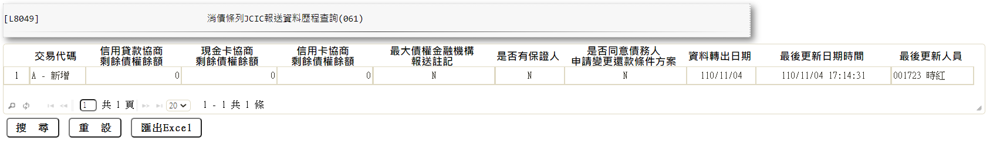 [L8049] 消債條列JCIC報送資料歷程查詢(061)
交易代碼 信用貸款協商 剩餘債權餘額 現金卡協商 剩餘債權餘額 信用卡協商 剩餘債權餘額 最大債權金融機構 報送註記 是否有保證人 是否同意債務人 申請變更還款條件方案 資料轉出日期 最後更新日期時間 最後更新人員
1 A - 新增 0 0 0 N N N 110/11/04 110/11/04 17:14:31 001723 時紅
1 共 1 頁 20 1 - 1 共 1 條
搜 尋 重 設 匯出Excel